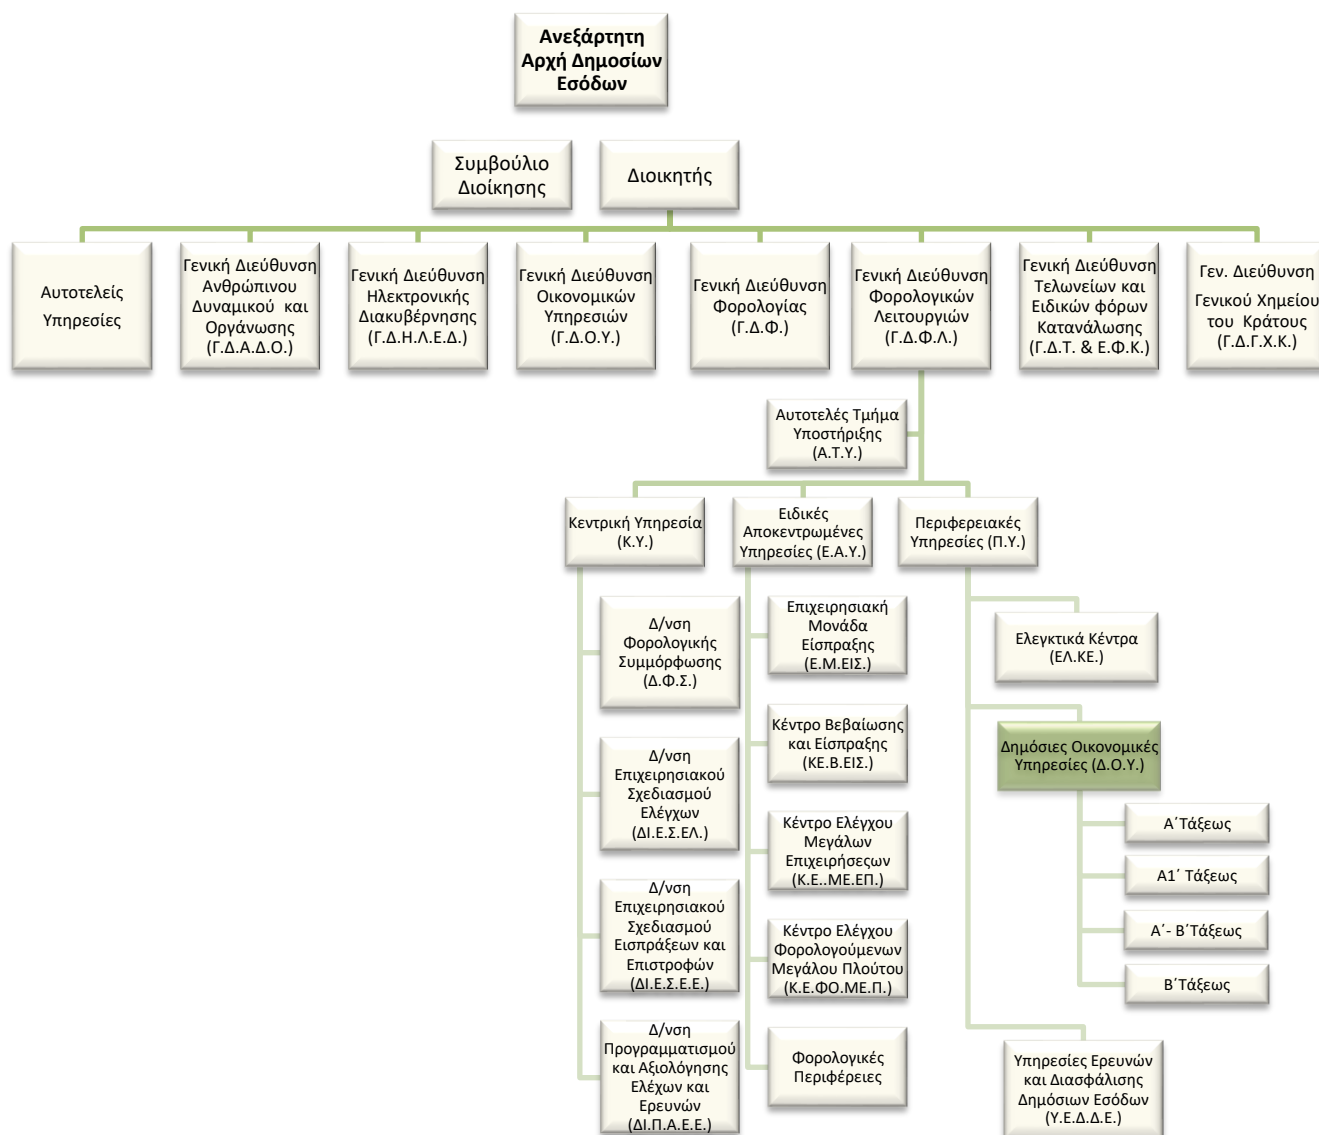 Ανεξάρτητη
Αρχή Δημοσίων
Εσόδων
Συμβούλιο
Διοίκησης
Διοικητής
Αυτοτελείς
Υπηρεσίες
Γενική Διεύθυνση
Ανθρώπινου
Δυναμικού και
Οργάνωσης
(Γ.Δ.Α.Δ.Ο.)
Γενική Διεύθυνση
Ηλεκτρονικής
Διακυβέρνησης
(Γ.Δ.Η.Λ.Ε.Δ.)
Γενική Διεύθυνση
Οικονομικών
Υπηρεσιών
(Γ.Δ.Ο.Υ.)
Γενική Διεύθυνση
Φορολογίας
(Γ.Δ.Φ.)
Γενική Διεύθυνση
Φορολογικών
Λειτουργιών
(Γ.Δ.Φ.Λ.)
Γενική Διεύθυνση
Τελωνείων και
Ειδικών φόρων
Κατανάλωσης
(Γ.Δ.Τ. & Ε.Φ.Κ.)
Γεν. Διεύθυνση
Γενικού Χημείου
του Κράτους
(Γ.Δ.Γ.Χ.Κ.)
Αυτοτελές Τμήμα
Υποστήριξης
(Α.Τ.Υ.)
Κεντρική Υπηρεσία
(Κ.Υ.)
Δ/νση
Φορολογικής
Συμμόρφωσης
(Δ.Φ.Σ.)
Δ/νση
Επιχειρησιακού
Σχεδιασμού
Ελέγχων
(ΔΙ.Ε.Σ.ΕΛ.)
Δ/νση
Επιχειρησιακού
Σχεδιασμού
Εισπράξεων και
Επιστροφών
(ΔΙ.Ε.Σ.Ε.Ε.)
Δ/νση
Προγραμματισμού
και Αξιολόγησης
Ελέχων και
Ερευνών
(ΔΙ.Π.Α.Ε.Ε.)
Ειδικές
Αποκεντρωμένες
Υπηρεσίες (Ε.Α.Υ.)
Επιχειρησιακή
Μονάδα
Είσπραξης
(Ε.Μ.ΕΙΣ.)
Κέντρο Βεβαίωσης
και Είσπραξης
(ΚΕ.Β.ΕΙΣ.)
Κέντρο Ελέγχου
Μεγάλων
Επιχειρήσεςων
(Κ.Ε..ΜΕ.ΕΠ.)
Κέντρο Ελέγχου
Φορολογούμενων
Μεγάλου Πλούτου
(Κ.Ε.ΦΟ.ΜΕ.Π.)
Φορολογικές
Περιφέρειες
Περιφερειακές
Υπηρεσίες (Π.Υ.)
Ελεγκτικά Κέντρα
(ΕΛ.ΚΕ.)
Δημόσιες Οικονομικές
Υπηρεσίες (Δ.Ο.Υ.)
Α΄Τάξεως
Α1΄ Τάξεως
Α΄- Β΄Τάξεως
Β΄Τάξεως
Υπηρεσίες Ερευνών
και Διασφάλισης
Δημόσιων Εσόδων
(Υ.Ε.Δ.Δ.Ε.)